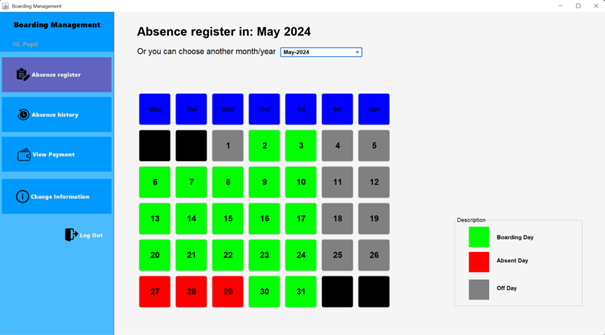 Boarding Management
Boarding Management
Hi, Pupil
Absence register
Absence history
View Payment
Change Information
Log Out
Absence register in: May 2024
Or you can choose another month/year May-2024
Mon Tue Wed Thu Fri Sat Sun
1 2 3 4 5
6 7 8 9 10 11 12
13 14 15 16 17 18 19
20 21 22 23 24 25 26
27 28 29 30 31
Description
Boarding Day
Absent Day
Off Day